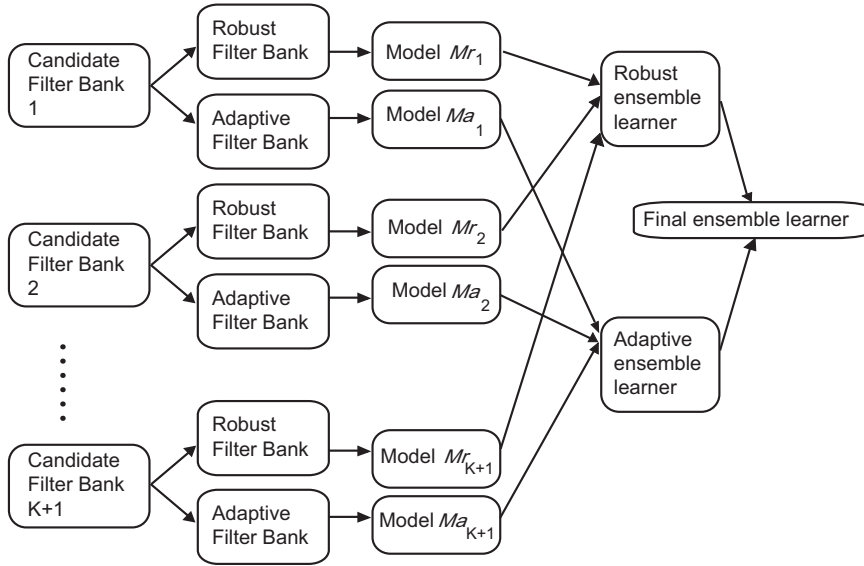 Candidate
Filter Bank
1
Robust
Filter Bank
Model Mr1
Adaptive
Filter Bank
Model Ma1
Candidate
Filter Bank
2
Robust
Filter Bank
Model Mr2
Adaptive
Filter Bank
Model Ma2
Candidate
Filter Bank
K+1
Robust
Filter Bank
Model MrK+1
Adaptive
Filter Bank
Model MaK+1
Robust
ensemble
learner
Adaptive
ensemble
learner
Final ensemble learner